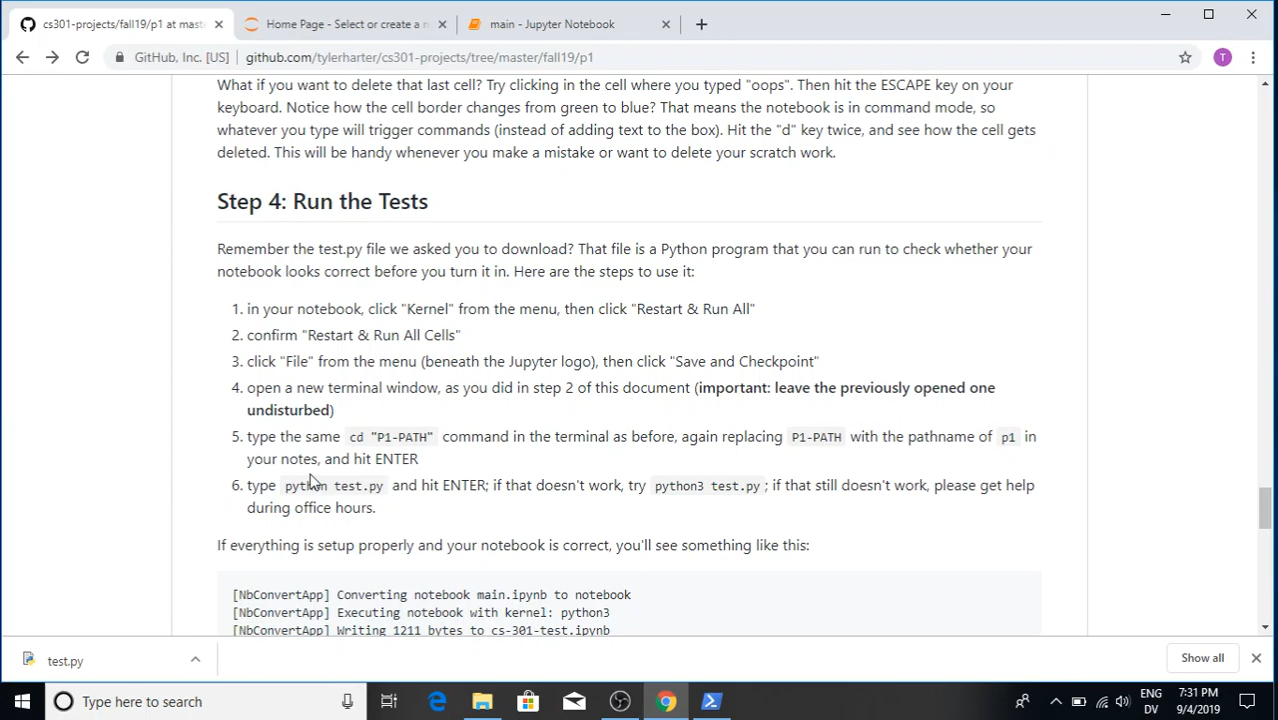 cs301-projects/fall19/p1 at mast
Home Page - Select or create a n
main - Jupyter Notebook
GitHub, Inc. [US]
github.com/tylerharter/cs301-projects/tree/master/fall19/p1
T
What if you want to delete that last cell? Try clicking in the cell where you typed "oops". Then hit the ESCAPE key on your
keyboard. Notice how the cell border changes from green to blue? That means the notebook is in command mode, so
whatever you type will trigger commands (instead of adding text to the box). Hit the "d" key twice, and see how the cell gets
deleted. This will be handy whenever you make a mistake or want to delete your scratch work.
Step 4: Run the Tests
Remember the test.py file we asked you to download? That file is a Python program that you can run to check whether your
notebook looks correct before you turn it in. Here are the steps to use it:
1. in your notebook, click "Kernel" from the menu, then click "Restart & Run All"
2. confirm "Restart & Run All Cells"
3. click "File" from the menu (beneath the Jupyter logo), then click "Save and Checkpoint"
4. open a new terminal window, as you did in step 2 of this document (important: leave the previously opened one
undisturbed)
5. type the same cd "P1-PATH" command in the terminal as before, again replacing P1-PATH with the pathname of p1 in
your notes, and hit ENTER
6. type python test.py and hit ENTER; if that doesn't work, try python3 test.py ; if that still doesn't work, please get help
during office hours.
If everything is setup properly and your notebook is correct, you'll see something like this:
[NbConvertApp] Converting notebook main.ipynb to notebook
[NbConvertApp] Executing notebook with kernel: python3
[NbConvertApp] Writing 1211 bytes to cs-301-test.ipynb
test.py
Show all
Type here to search
ENG
DV
7:31 PM
9/4/2019